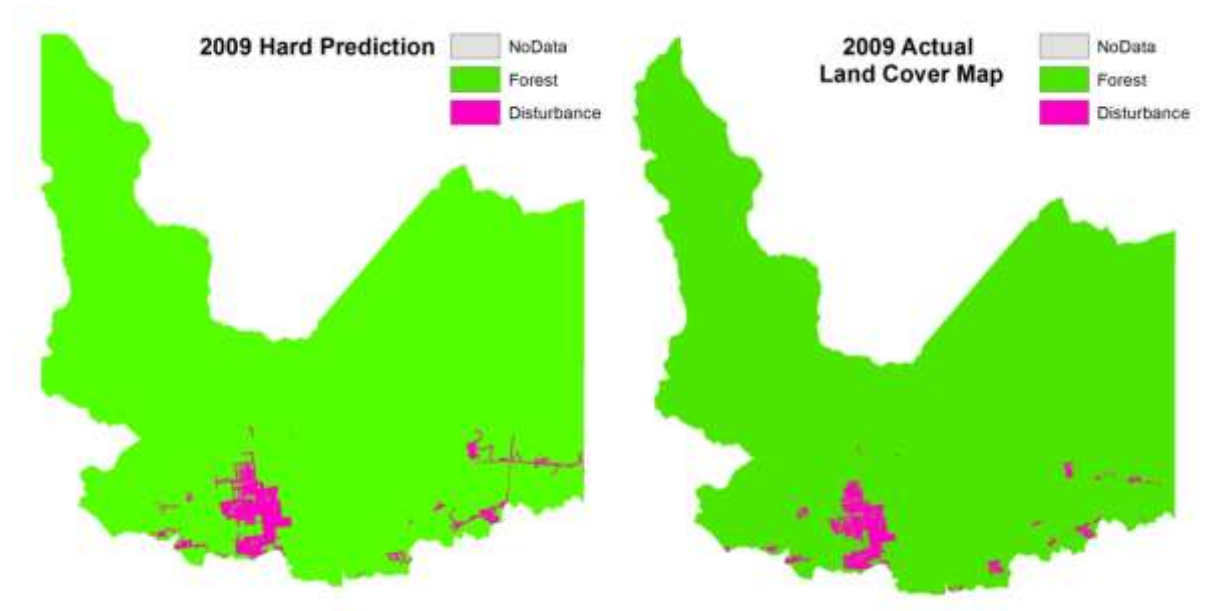 2009 Hard Prediction
NoData
Forest
Disturbance
2009 Actual
Land Cover Map
NoData
Forest
Disturbance